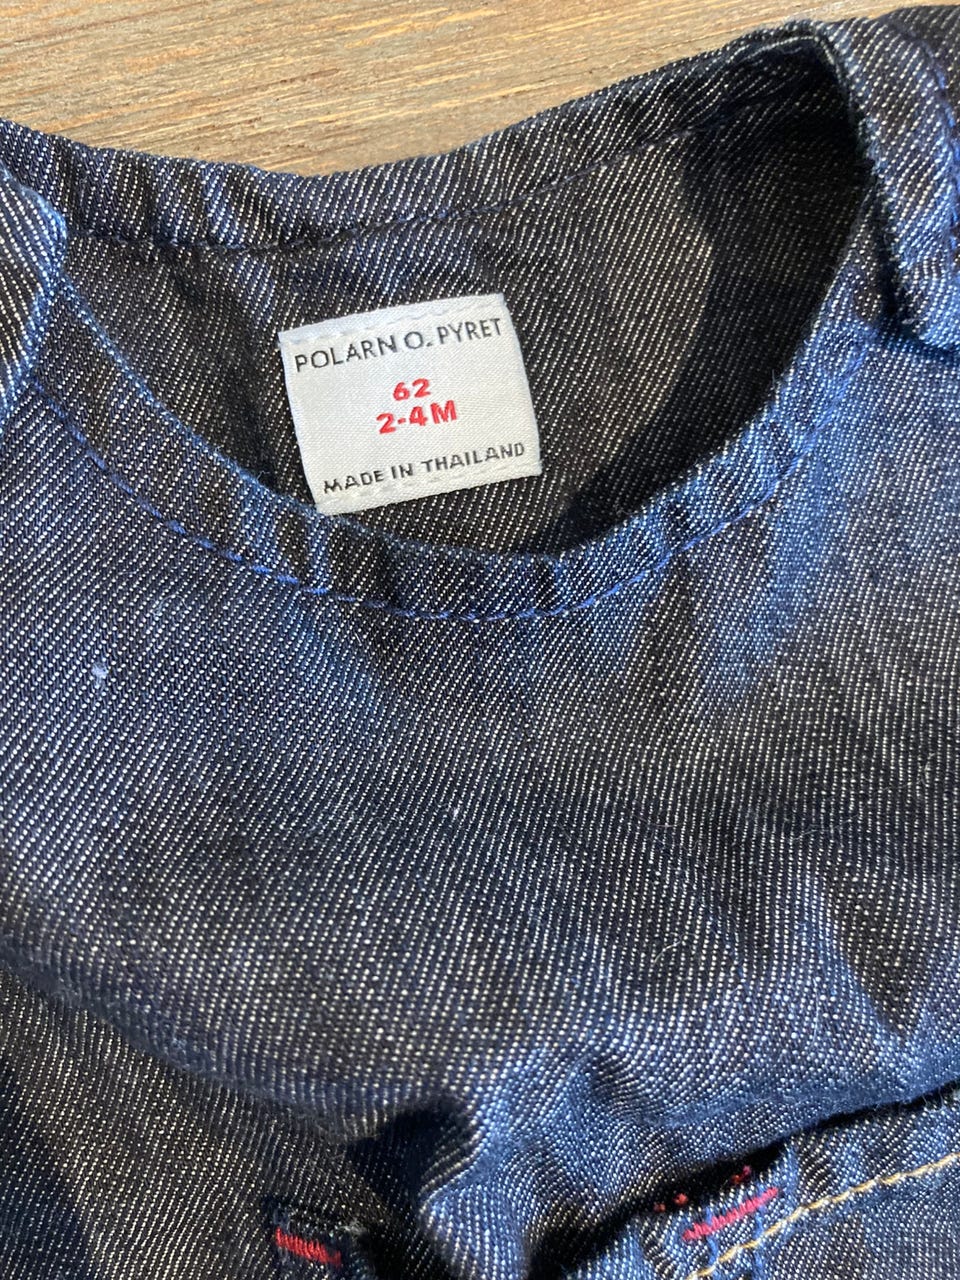 POLARN O. PYRET
62
2-4M
MADE IN THAILAND